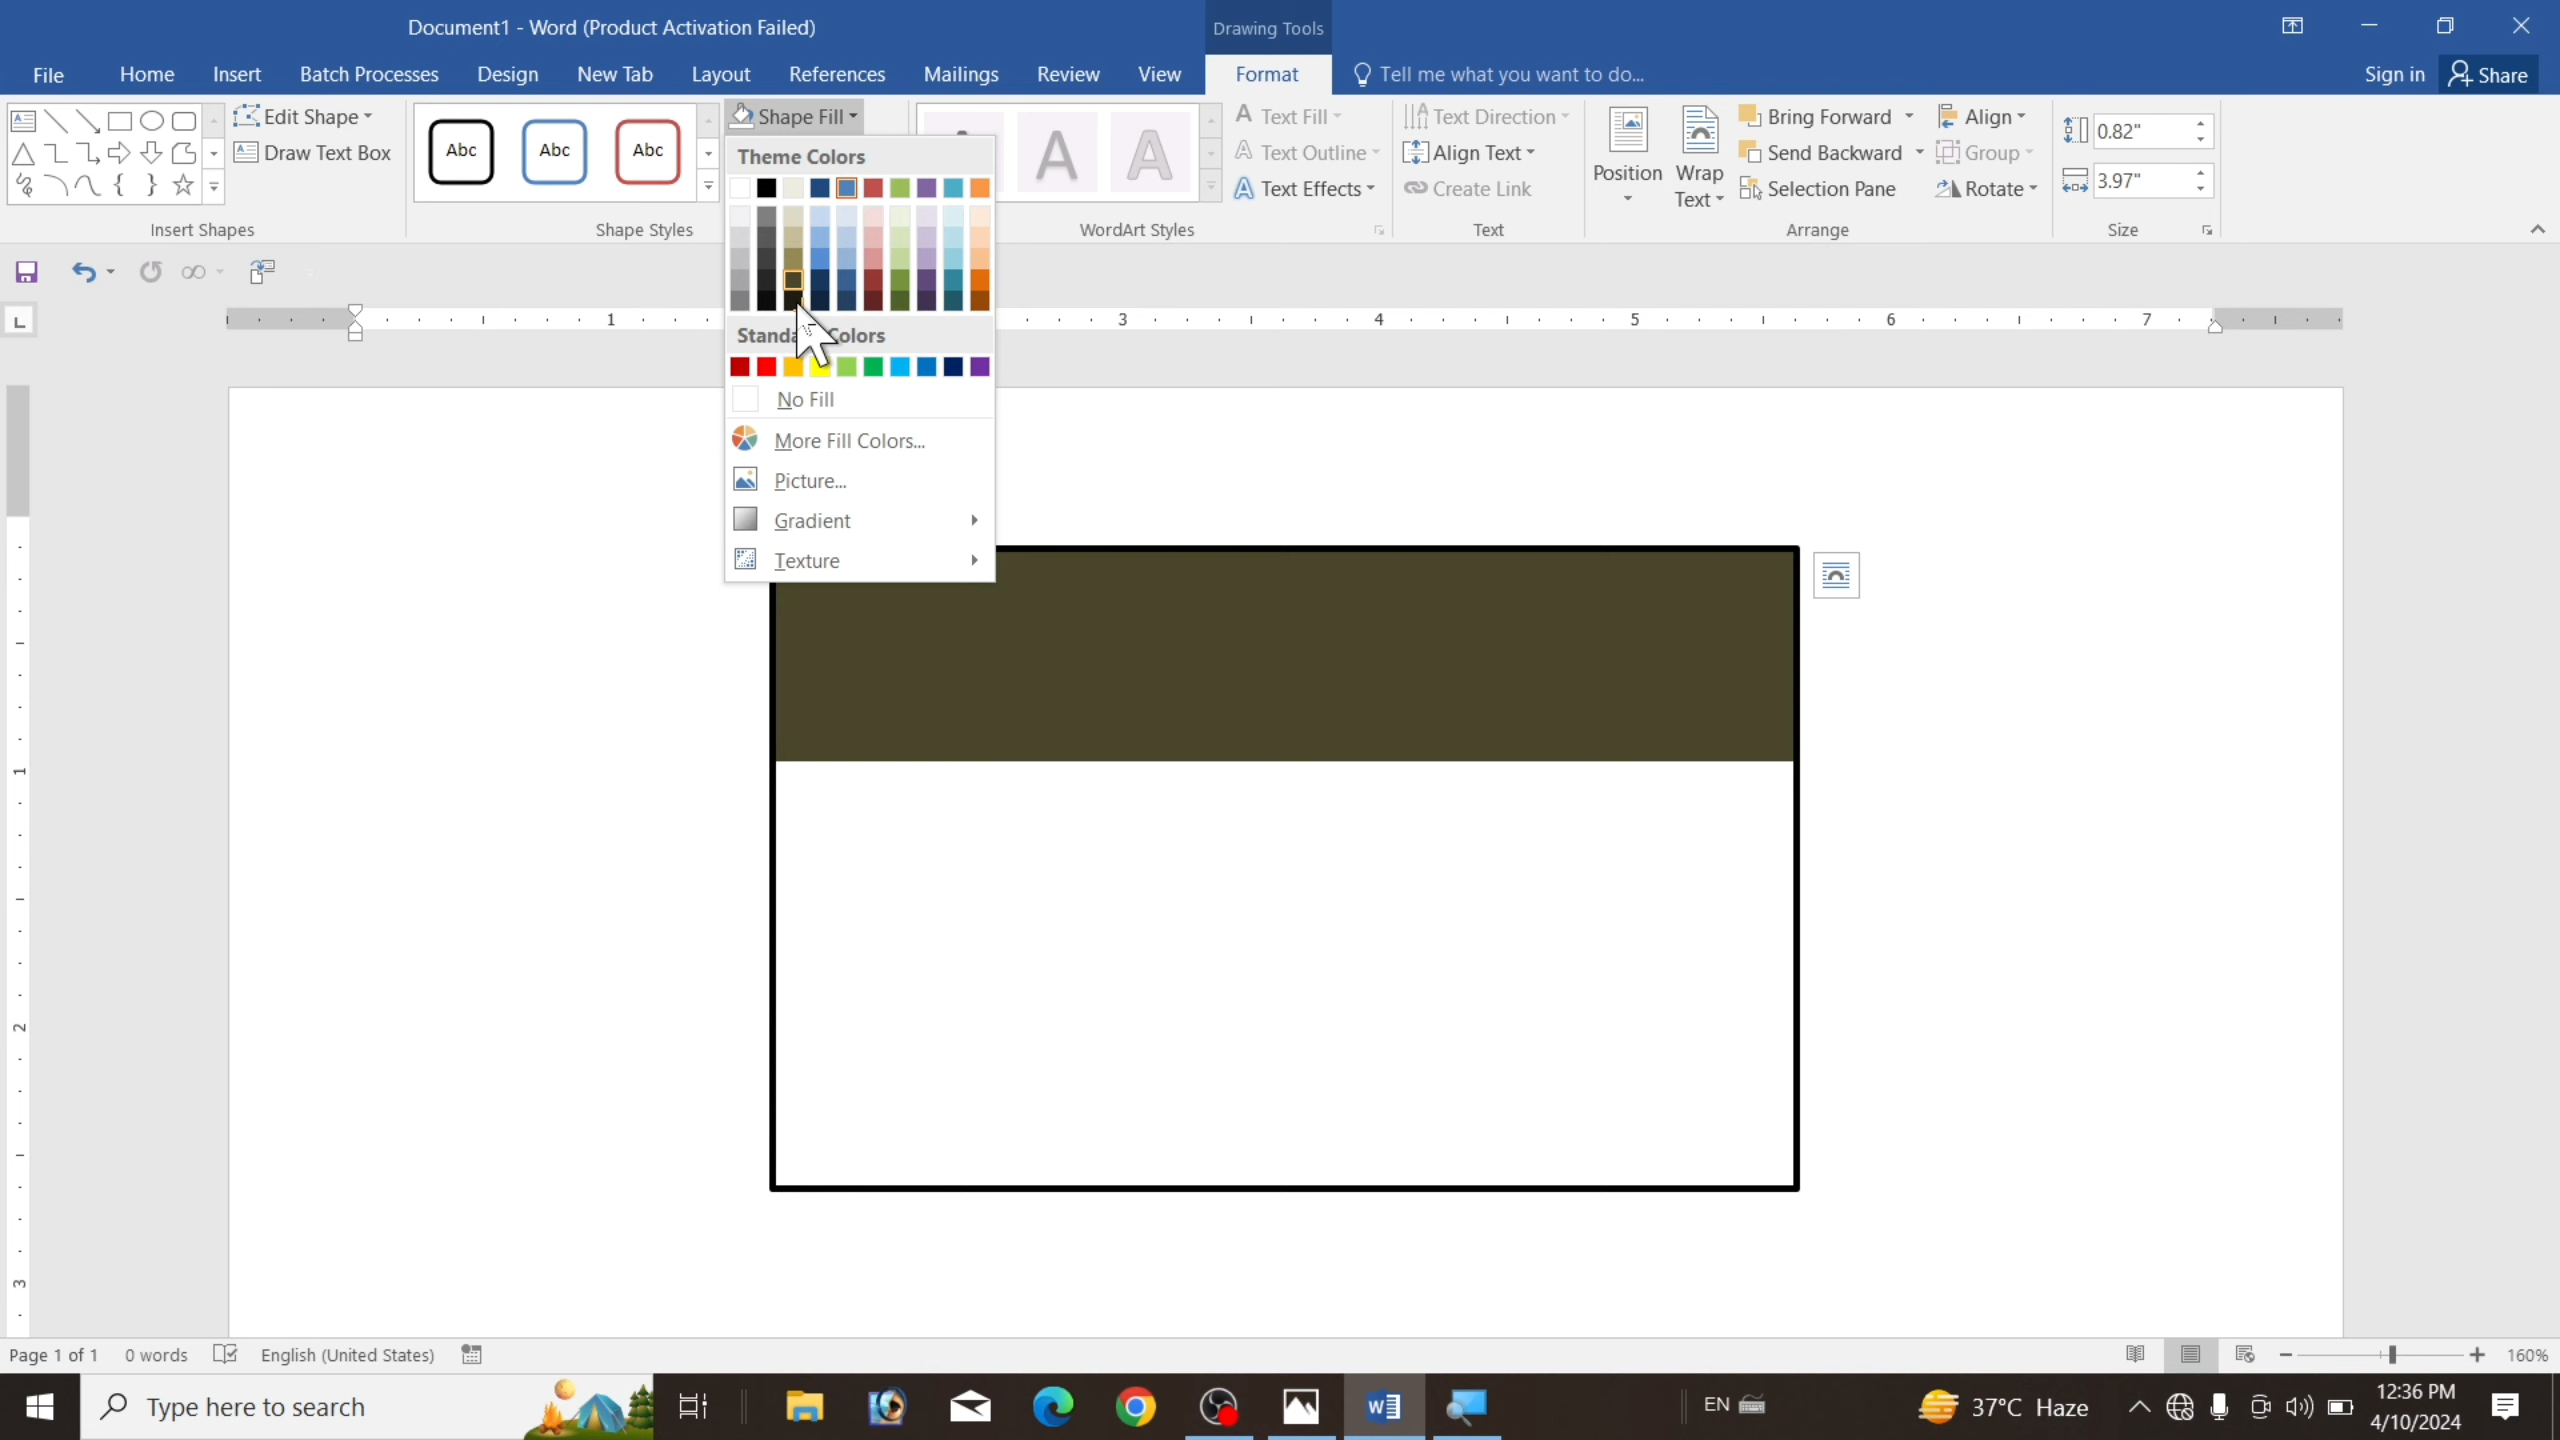 Document1 - Word (Product Activation Failed)
Drawing Tools
File Home Insert Batch Processes Design New Tab Layout References Mailings Review View Format Tell me what you want to do... Sign in Share
Edit Shape
Draw Text Box
Insert Shapes
Abc Abc Abc
Shape Styles
Shape Fill
Theme Colors
Standa olors
No Fill
More Fill Colors...
Picture...
Gradient
Texture
A A
WordArt Styles
A Text Fill
A Text Outline
A Text Effects
Text Direction
Align Text
Create Link
Text
Position
Wrap
Text
Bring Forward
Send Backward
Selection Pane
Align
Group
Rotate
Arrange
0.82"
3.97"
Size
L
1 3 4 5 6 7
1
2
3
Page 1 of 1 0 words English (United States) 160%
Type here to search
EN
37°C Haze
12:36 PM
4/10/2024